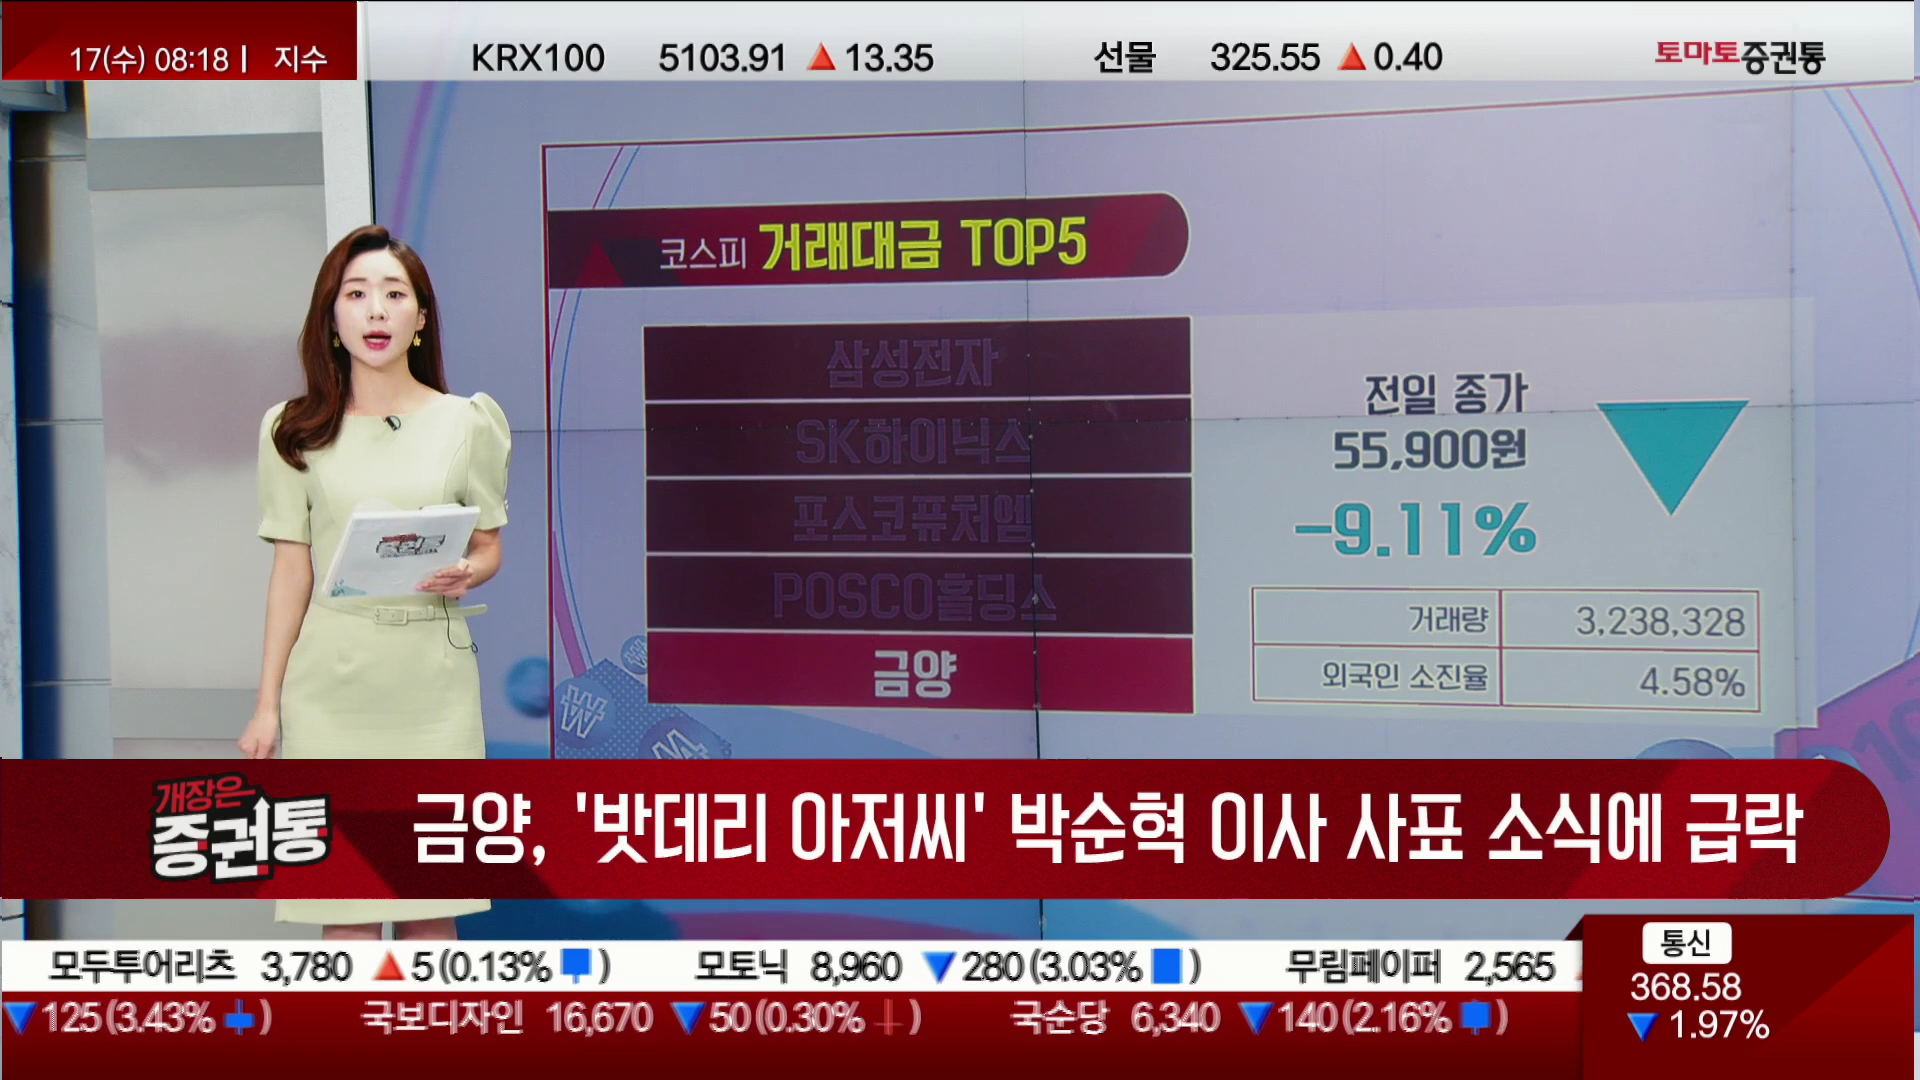 17(수) 08:18 | 지수
KRX100 5103.91 ▲ 13.35 선물 325.55 ▲ 0.40
토마토증권통
코스피 거래대금 TOP5
삼성전자
SK하이닉스
포스코퓨처엠
POSCO홀딩스
금양
전일 종가
55,900원
-9.11%
거래량 3,238,328
외국인 소진율 4.58%
개장은
증권통
금양, '밧데리 아저씨' 박순혁 이사 사표 소식에 급락
모두투어리츠 3,780 ▲5(0.13% ) 모토닉 8,960 ▼280(3.03% ) 무림페이퍼 2,565
▼125(3.43% ) 국보디자인 16,670 ▼50(0.30% ) 국순당 6,340 ▼140(2.16% )
통신
368.58
▼ 1.97%